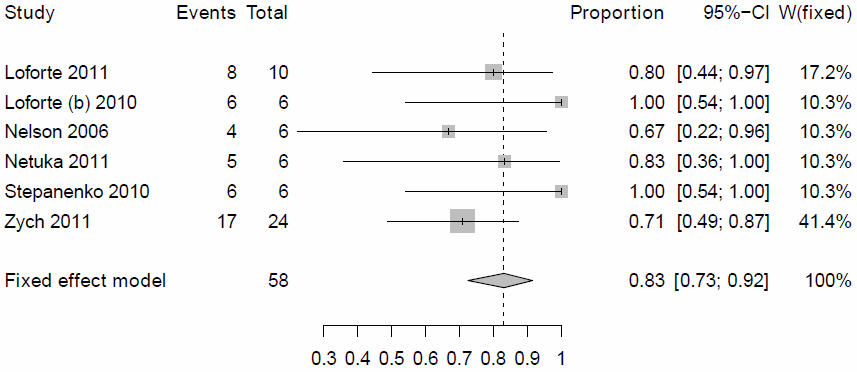 Study Events Total Proportion 95%−CI W(fixed)
Loforte 2011 8 10 0.80 [0.44; 0.97] 17.2%
Loforte (b) 2010 6 6 1.00 [0.54; 1.00] 10.3%
Nelson 2006 4 6 0.67 [0.22; 0.96] 10.3%
Netuka 2011 5 6 0.83 [0.36; 1.00] 10.3%
Stepanenko 2010 6 6 1.00 [0.54; 1.00] 10.3%
Zych 2011 17 24 0.71 [0.49; 0.87] 41.4%
Fixed effect model 58 0.83 [0.73; 0.92] 100%
0.3 0.4 0.5 0.6 0.7 0.8 0.9 1